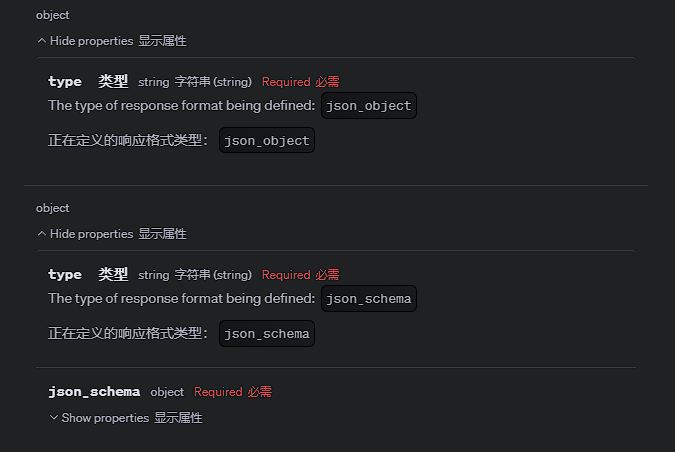 object
Hide properties 显示属性
type 类型 string 字符串 (string) Required 必需
The type of response format being defined: json_object
正在定义的响应格式类型： json_object
object
Hide properties 显示属性
type 类型 string 字符串 (string) Required 必需
The type of response format being defined: json_schema
正在定义的响应格式类型： json_schema
json_schema object Required 必需
Show properties 显示属性